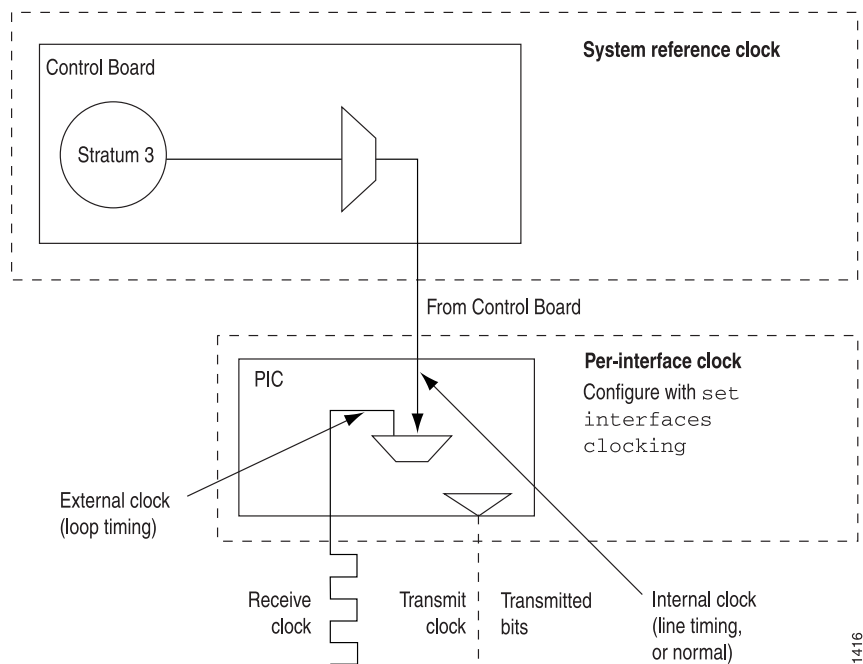 System reference clock
Control Board
Stratum 3
From Control Board
Per-interface clock
Configure with set
interfaces
clocking
PIC
External clock
(loop timing)
Receive
clock
Transmit
clock
Transmitted
bits
Internal clock
(line timing,
or normal)
1416